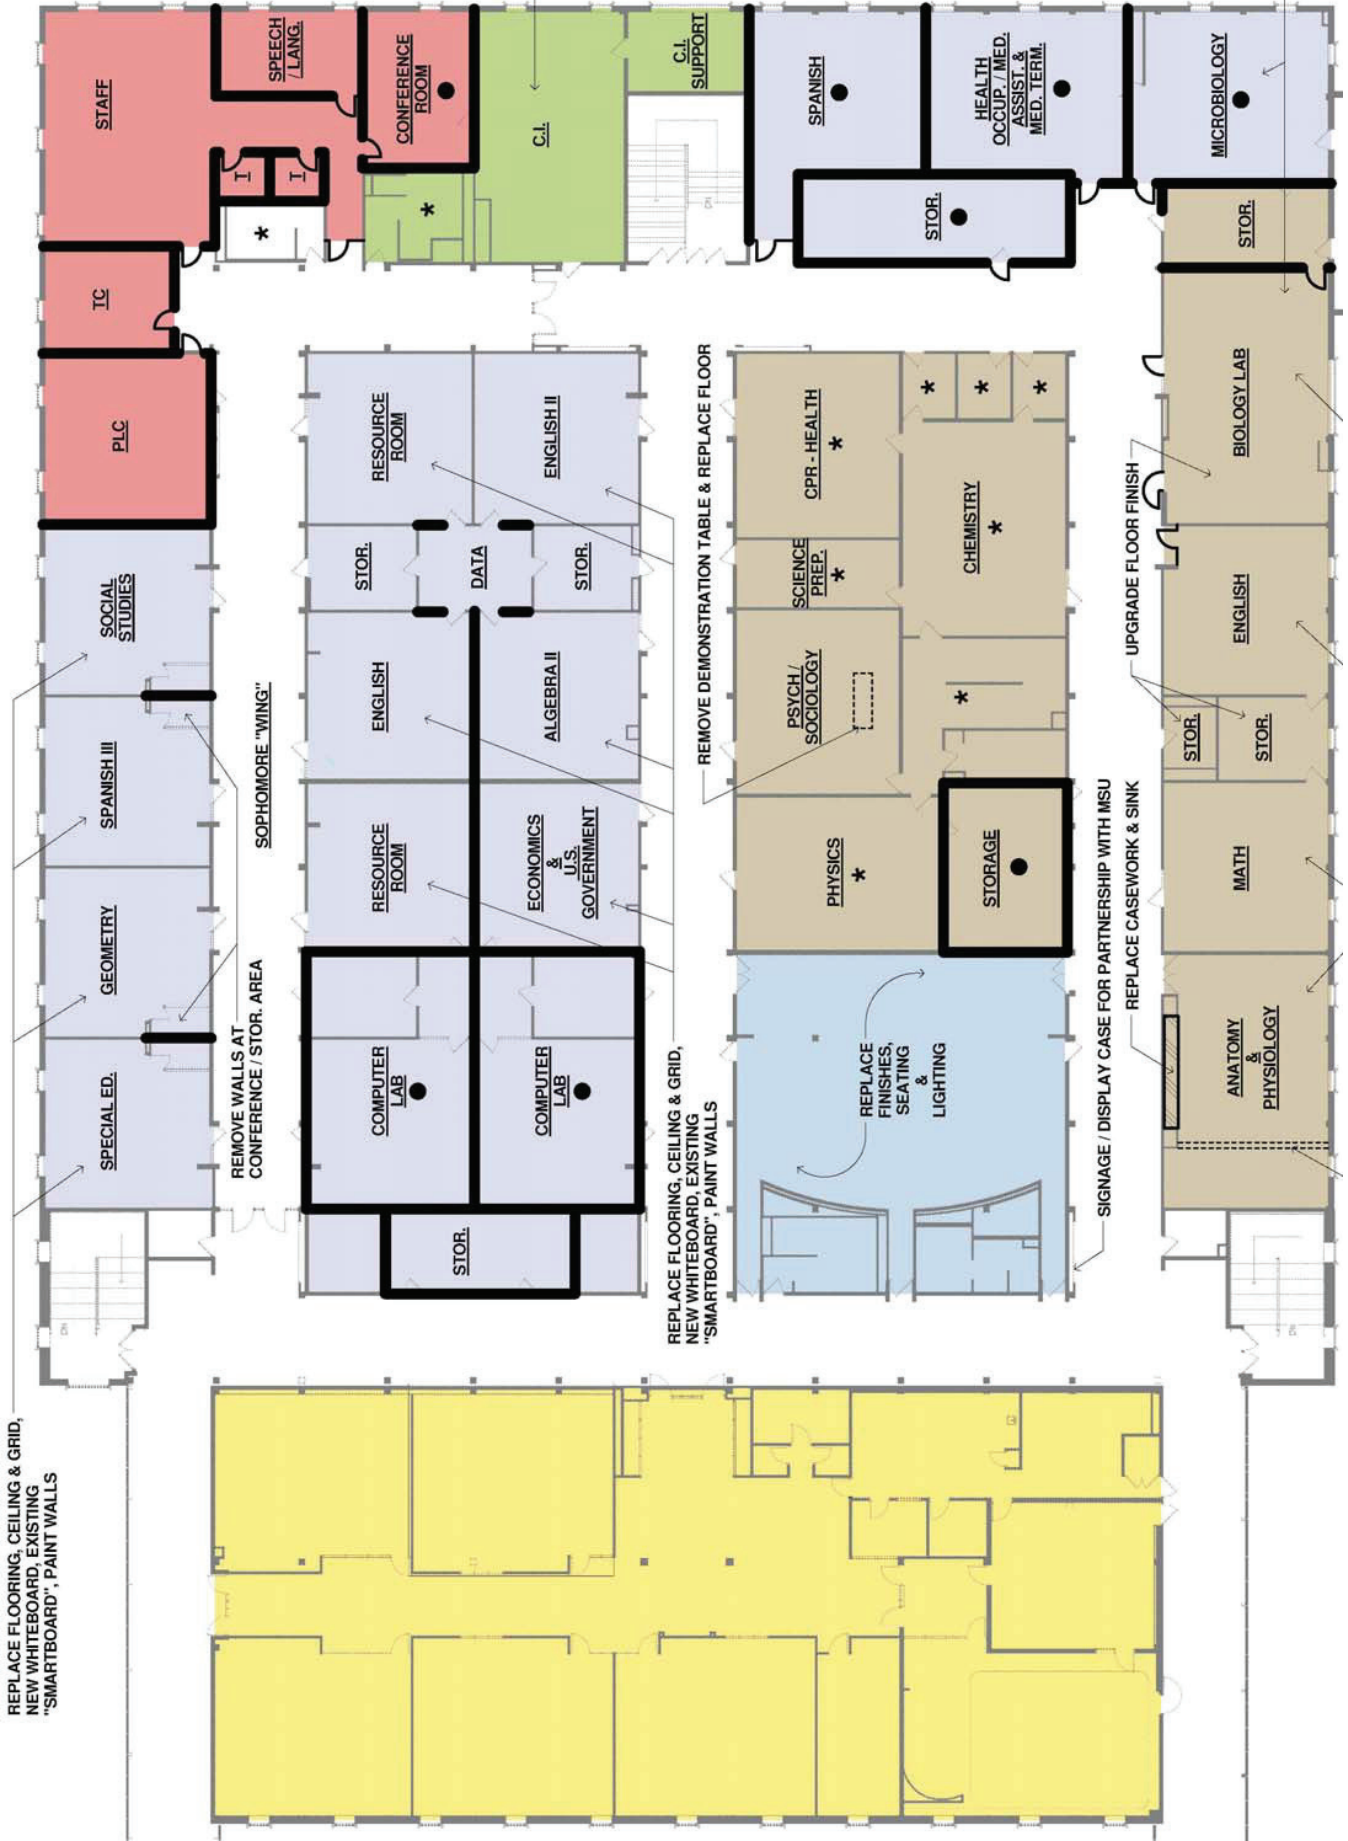 REPLACE FLOORING, CEILING & GRID,
NEW WHITEBOARD, EXISTING
"SMARTBOARD", PAINT WALLS
SPECIAL ED.
GEOMETRY
SPANISH III
SOCIAL
STUDIES
PLC
TC
STAFF
SPEECH
/ LANG.
T
T
*
CONFERENCE
ROOM
*
DN
REMOVE WALLS AT
CONFERENCE / STOR. AREA
SOPHOMORE "WING"
COMPUTER
LAB
RESOURCE
ROOM
ENGLISH
STOR.
RESOURCE
ROOM
STOR.
DATA
C.I.
COMPUTER
LAB
ECONOMICS
&
U.S.
GOVERNMENT
ALGEBRA II
STOR.
ENGLISH II
C.I.
SUPPORT
DN
REPLACE FLOORING, CEILING & GRID,
NEW WHITEBOARD, EXISTING
"SMARTBOARD", PAINT WALLS
REMOVE DEMONSTRATION TABLE & REPLACE FLOOR
REPLACE
FINISHES,
SEATING
&
LIGHTING
PHYSICS
*
PSYCH /
SOCIOLOGY
SCIENCE
PREP.
*
CPR - HEALTH
*
SPANISH
STORAGE
*
CHEMISTRY
*
*
*
*
STOR.
HEALTH
OCCUP. / MED.
ASSIST. &
MED. TERM.
SIGNAGE / DISPLAY CASE FOR PARTNERSHIP WITH MSU
REPLACE CASEWORK & SINK
UPGRADE FLOOR FINISH
ANATOMY
&
PHYSIOLOGY
MATH
STOR.
STOR.
ENGLISH
BIOLOGY LAB
STOR.
MICROBIOLOGY
DN